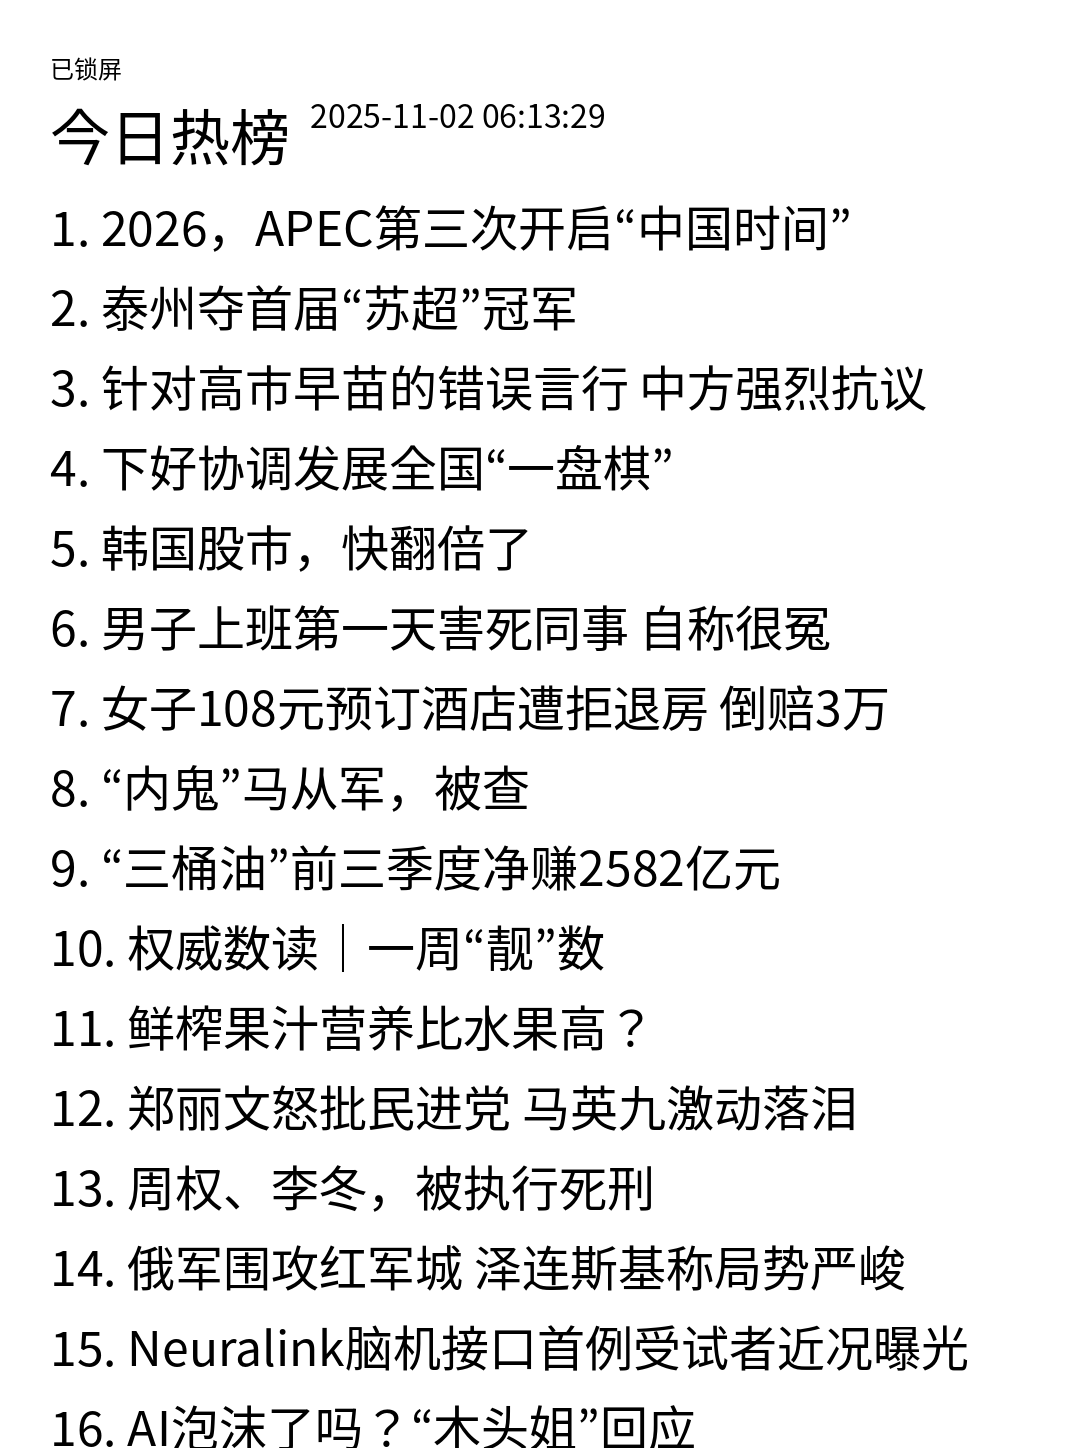 已锁屏
今日热榜 2025-11-02 06:13:29
1. 2026，APEC第三次开启“中国时间”
2. 泰州夺首届“苏超”冠军
3. 针对高市早苗的错误言行 中方强烈抗议
4. 下好协调发展全国“一盘棋”
5. 韩国股市，快翻倍了
6. 男子上班第一天害死同事 自称很冤
7. 女子108元预订酒店遭拒退房 倒赔3万
8. “内鬼”马从军，被查
9. “三桶油”前三季度净赚2582亿元
10. 权威数读｜一周“靓”数
11. 鲜榨果汁营养比水果高？
12. 郑丽文怒批民进党 马英九激动落泪
13. 周权、李冬，被执行死刑
14. 俄军围攻红军城 泽连斯基称局势严峻
15. Neuralink脑机接口首例受试者近况曝光
16. AI泡沫了吗？“木头姐”回应